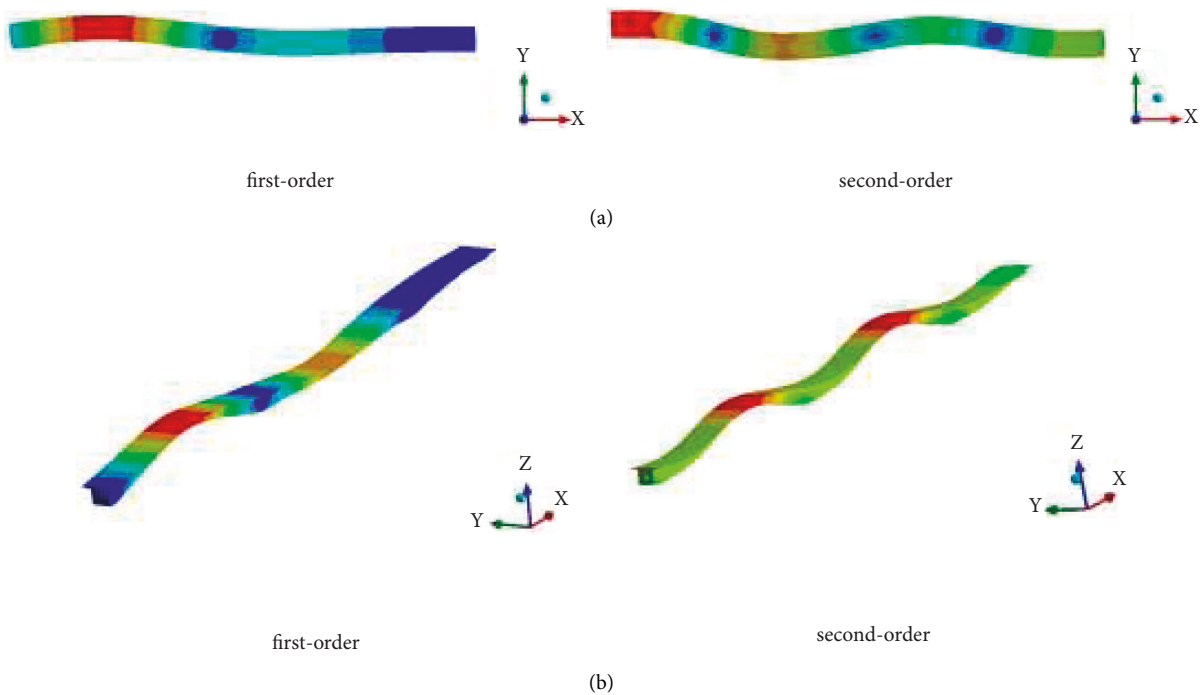 Y
Y
X
X
first-order
second-order
(a)
Z
X
Y
Z
X
Y
first-order
second-order
(b)